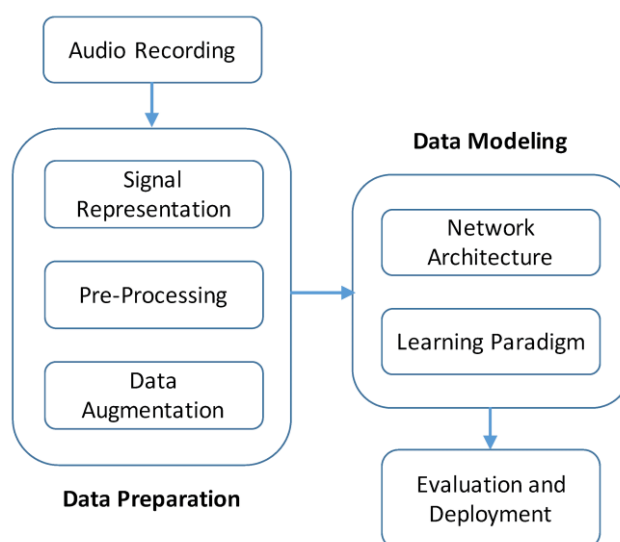 Audio Recording
Signal
Representation
Pre-Processing
Data
Augmentation
Data Preparation
Data Modeling
Network
Architecture
Learning Paradigm
Evaluation and
Deployment